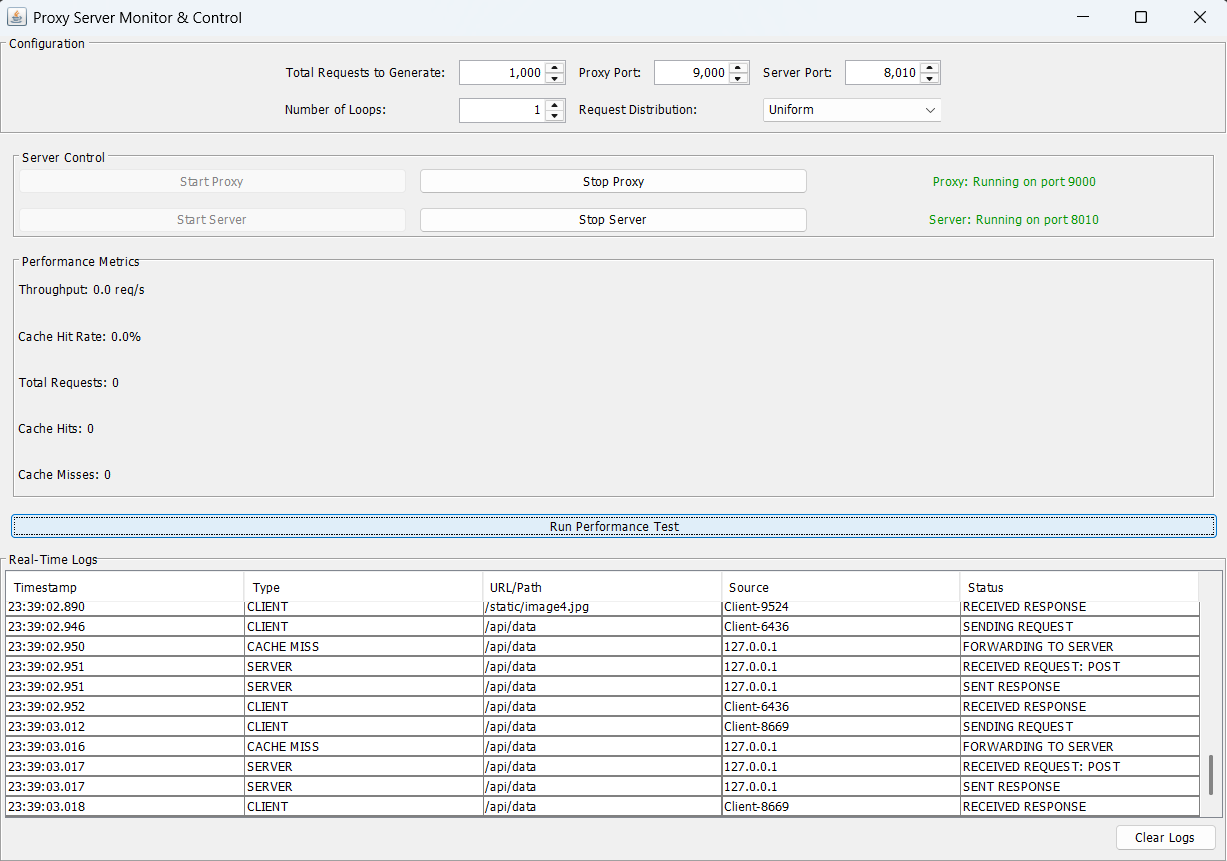 Proxy Server Monitor & Control
Configuration
Total Requests to Generate: 1,000 Proxy Port: 9,000 Server Port: 8,010
Number of Loops: 1 Request Distribution: Uniform
Server Control
Start Proxy Stop Proxy Proxy: Running on port 9000
Start Server Stop Server Server: Running on port 8010
Performance Metrics
Throughput: 0.0 req/s
Cache Hit Rate: 0.0%
Total Requests: 0
Cache Hits: 0
Cache Misses: 0
Run Performance Test
Real-Time Logs
Timestamp Type URL/Path Source Status
23:39:02.890 CLIENT /static/image4.jpg Client-9524 RECEIVED RESPONSE
23:39:02.946 CLIENT /api/data Client-6436 SENDING REQUEST
23:39:02.950 CACHE MISS /api/data 127.0.0.1 FORWARDING TO SERVER
23:39:02.951 SERVER /api/data 127.0.0.1 RECEIVED REQUEST: POST
23:39:02.951 SERVER /api/data 127.0.0.1 SENT RESPONSE
23:39:02.952 CLIENT /api/data Client-6436 RECEIVED RESPONSE
23:39:03.012 CLIENT /api/data Client-8669 SENDING REQUEST
23:39:03.016 CACHE MISS /api/data 127.0.0.1 FORWARDING TO SERVER
23:39:03.017 SERVER /api/data 127.0.0.1 RECEIVED REQUEST: POST
23:39:03.017 SERVER /api/data 127.0.0.1 SENT RESPONSE
23:39:03.018 CLIENT /api/data Client-8669 RECEIVED RESPONSE
Clear Logs